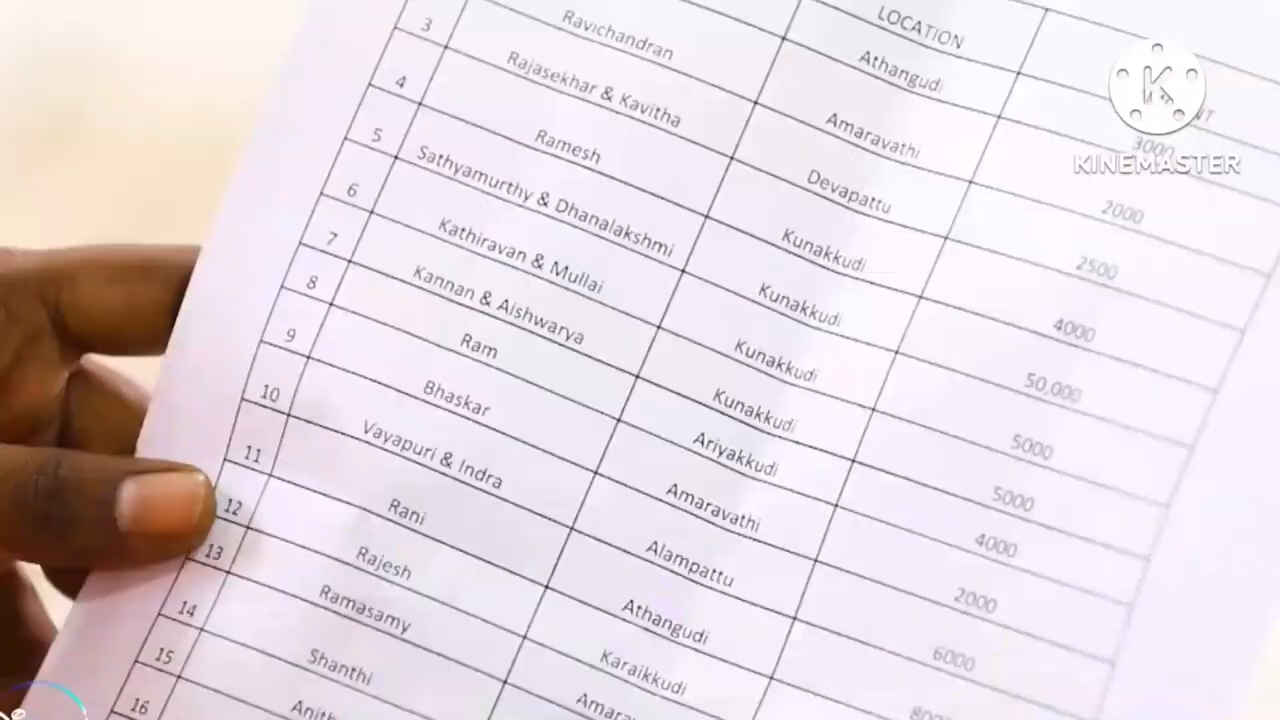 LOCATION NT
Athangudi 3000
Ravichandran Amaravathi 2000
3 Rajasekhar & Kavitha Devapattu 2500
4 Ramesh Kunakkudi 4000
5 Sathyamurthy & Dhanalakshmi Kunakkudi 50,000
6 Kathiravan & Mullai Kunakkudi 5000
7 Kannan & Aishwarya Kunakkudi 5000
8 Ram Ariyakkudi 4000
9 Bhaskar Amaravathi 2000
10 Vayapuri & Indra Alampattu 6000
11 Rani Athangudi
12 Rajesh Karaikkudi
13 Ramasamy Amara
14 Shanthi
15 Anith
16
KINEMASTER